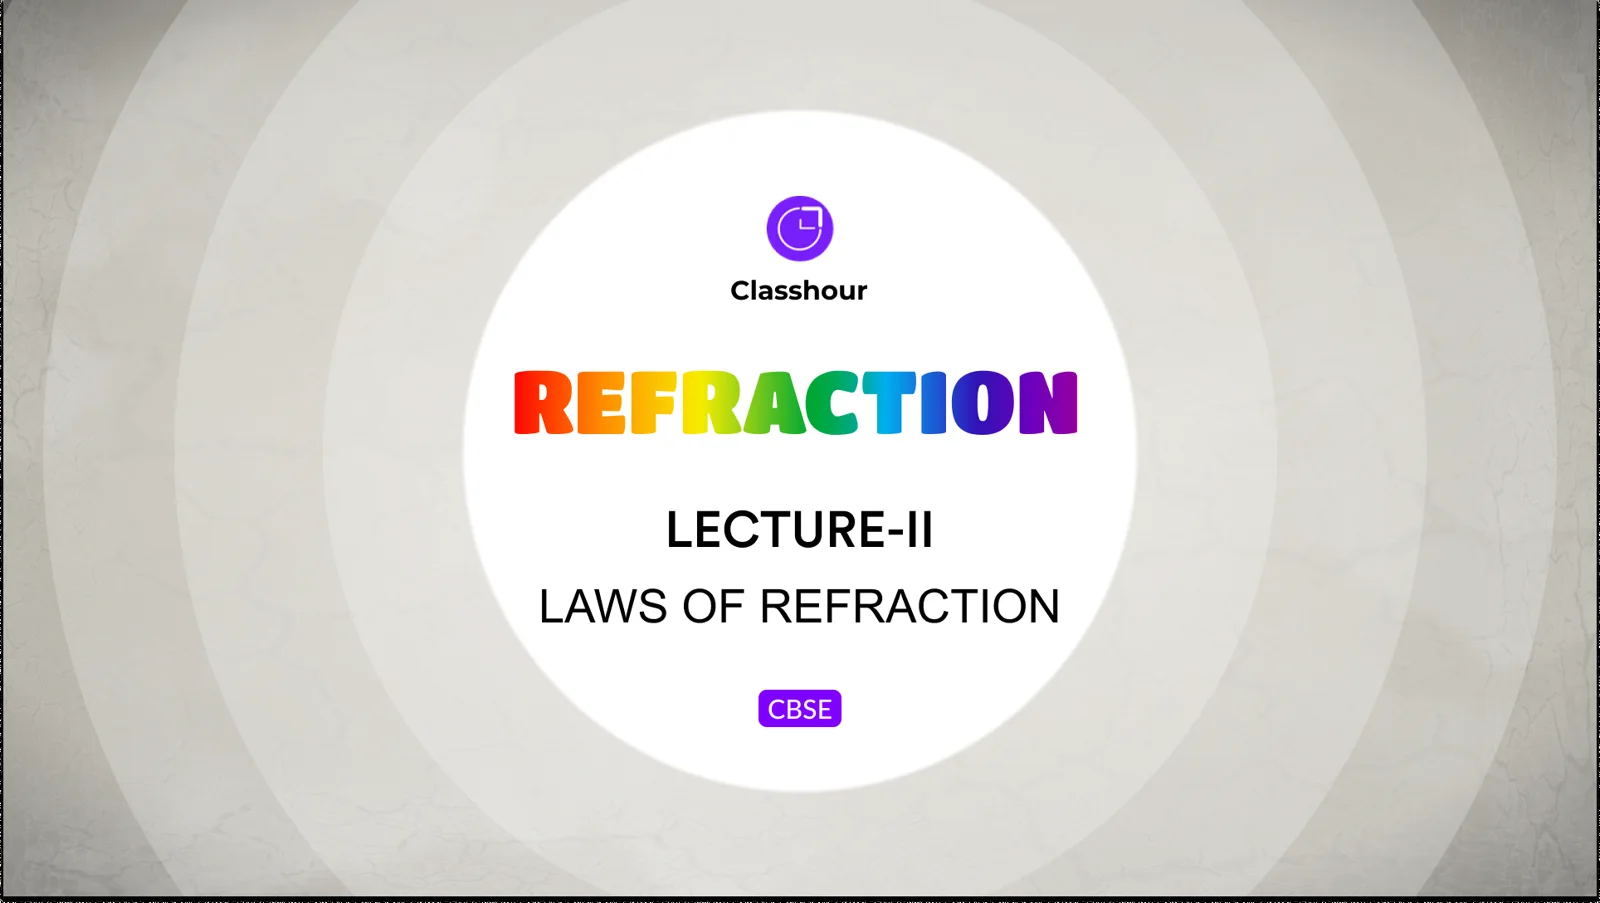 Classhour
REFRACTION
LECTURE-II
LAWS OF REFRACTION
CBSE